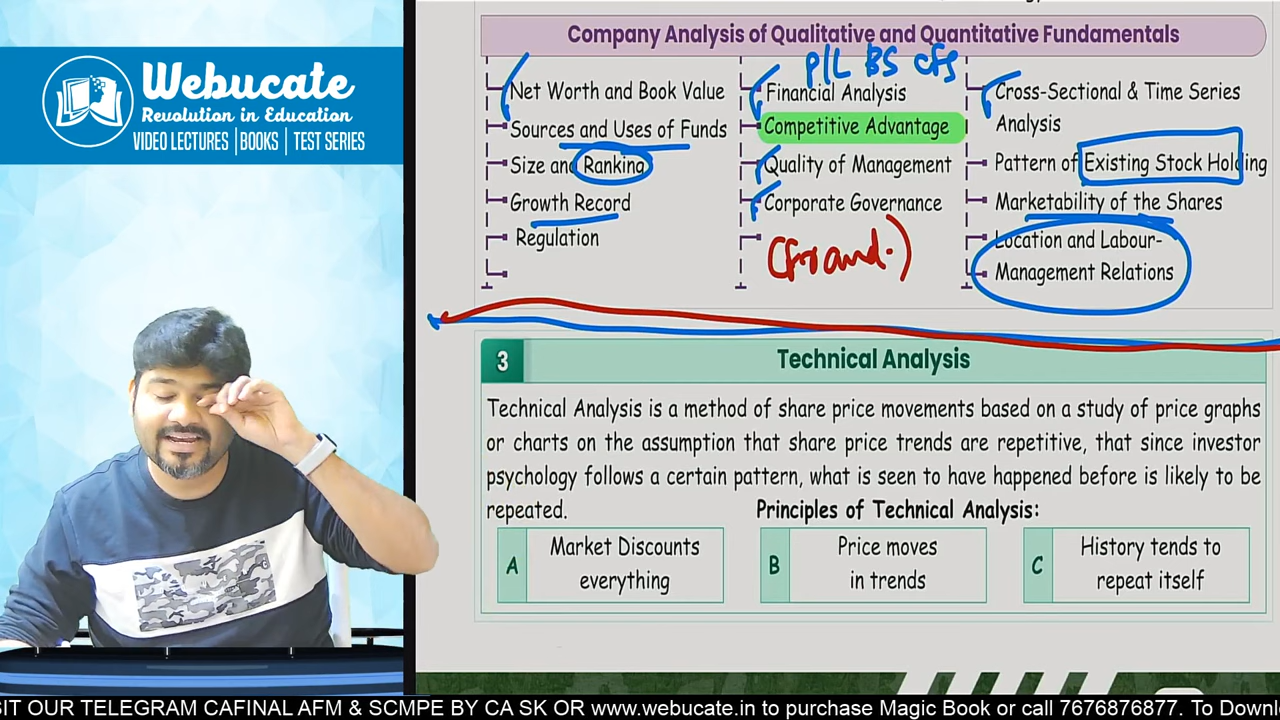 Webucate
Revolution in Education
VIDEO LECTURES | BOOKS | TEST SERIES
Company Analysis of Qualitative and Quantitative Fundamentals
P/L BS CFS
Net Worth and Book Value
Sources and Uses of Funds
Size and Ranking
Growth Record
Regulation
Financial Analysis
Competitive Advantage
Quality of Management
Corporate Governance
(Fraud.)
Cross-Sectional & Time Series
Analysis
Pattern of Existing Stock Holding
Marketability of the Shares
Location and Labour-
Management Relations
3 Technical Analysis
Technical Analysis is a method of share price movements based on a study of price graphs
or charts on the assumption that share price trends are repetitive, that since investor
psychology follows a certain pattern, what is seen to have happened before is likely to be
repeated.
Principles of Technical Analysis:
A Market Discounts
everything
B Price moves
in trends
C History tends to
repeat itself
SIT OUR TELEGRAM CAFINAL AFM & SCMPE BY CA SK OR www.webucate.in to purchase Magic Book or call 7676876877. To Downl